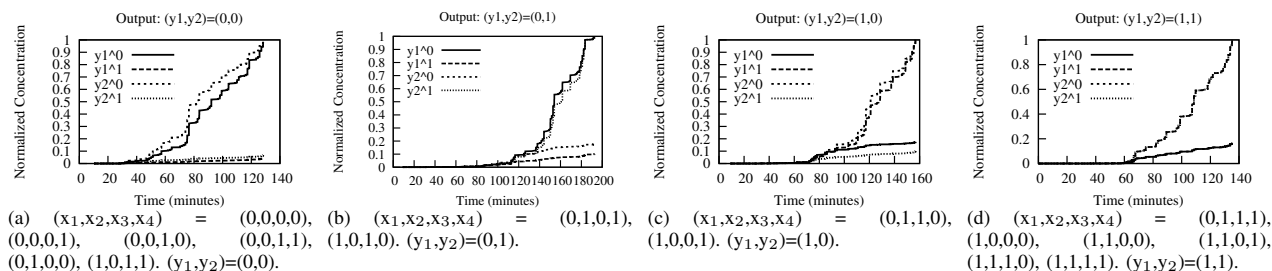 Output: (y1,y2)=(0,0)
Normalized Concentration
1
0.9
0.8
0.7
0.6
0.5
0.4
0.3
0.2
0.1
0
y1^0
y1^1
y2^0
y2^1
0 20 40 60 80 100 120 140
Time (minutes)
(a) (x1,x2,x3,x4) = (0,0,0,0),
(0,0,0,1), (0,0,1,0), (0,0,1,1),
(0,1,0,0), (1,0,1,1). (y1,y2)=(0,0).
Output: (y1,y2)=(0,1)
Normalized Concentration
1
0.9
0.8
0.7
0.6
0.5
0.4
0.3
0.2
0.1
0
y1^0
y1^1
y2^0
y2^1
0 20 40 60 80 100 120 140 160 180 200
Time (minutes)
(b) (x1,x2,x3,x4) = (0,1,0,1),
(1,0,1,0). (y1,y2)=(0,1).
Output: (y1,y2)=(1,0)
Normalized Concentration
1
0.9
0.8
0.7
0.6
0.5
0.4
0.3
0.2
0.1
0
y1^0
y1^1
y2^0
y2^1
0 20 40 60 80 100 120 140 160
Time (minutes)
(c) (x1,x2,x3,x4) = (0,1,1,0),
(1,0,0,1). (y1,y2)=(1,0).
Output: (y1,y2)=(1,1)
Normalized Concentration
1
0.8
0.6
0.4
0.2
0
y1^0
y1^1
y2^0
y2^1
0 20 40 60 80 100 120 140
Time (minutes)
(d) (x1,x2,x3,x4) = (0,1,1,1),
(1,0,0,0), (1,1,0,0), (1,1,0,1),
(1,1,1,0), (1,1,1,1). (y1,y2)=(1,1).